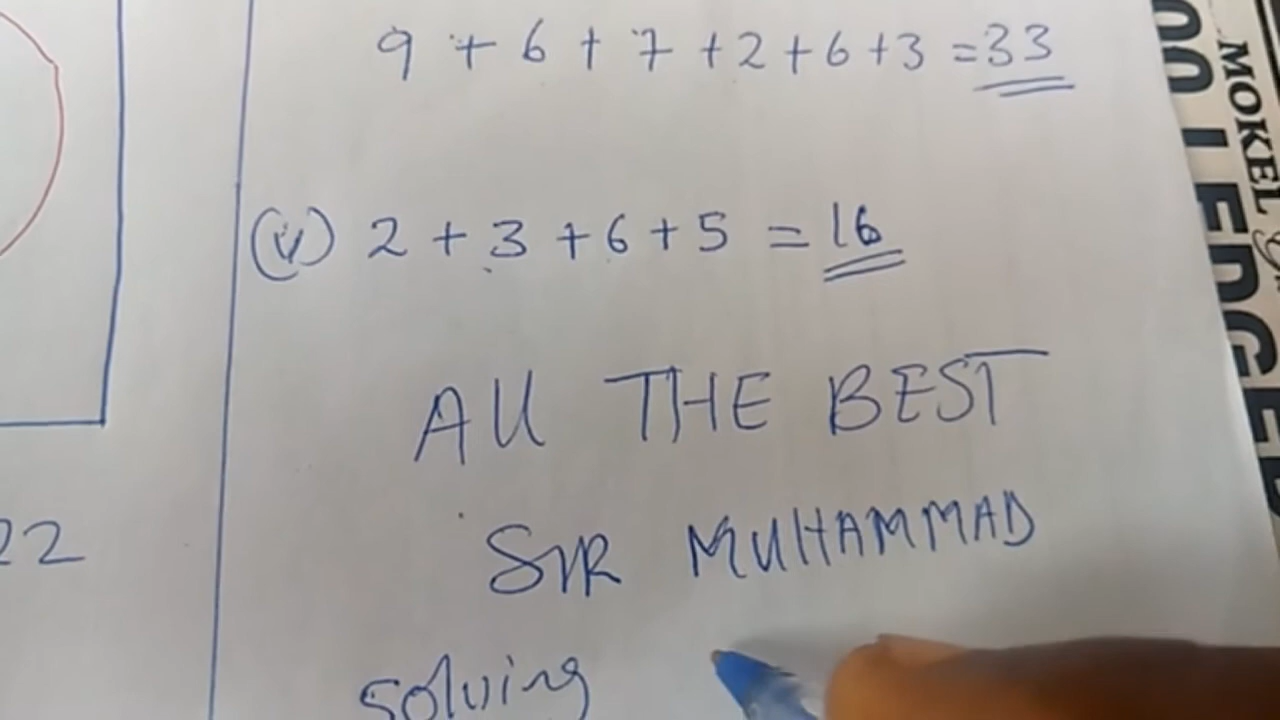 9 + 6 + 7 + 2 + 6 + 3 = 33
(v) 2 + 3 + 6 + 5 = 16
All THE BEST
SIR MUHAMMAD
solving
22
MOKEL